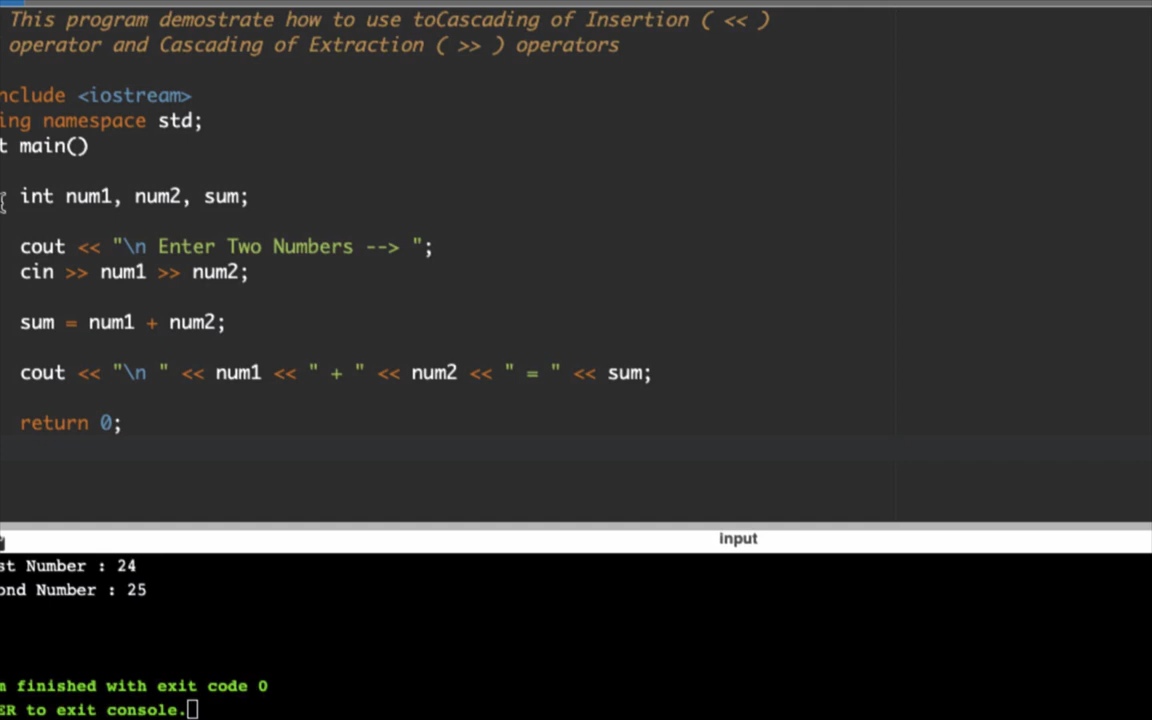 This program demostrate how to use toCascading of Insertion ( << )
operator and Cascading of Extraction ( >> ) operators
nclude <iostream>
ing namespace std;
t main()
int num1, num2, sum;
cout << "\n Enter Two Numbers --> ";
cin >> num1 >> num2;
sum = num1 + num2;
cout << "\n " << num1 << " + " << num2 << " = " << sum;
return 0;
input
st Number : 24
ond Number : 25
m finished with exit code 0
ER to exit console.